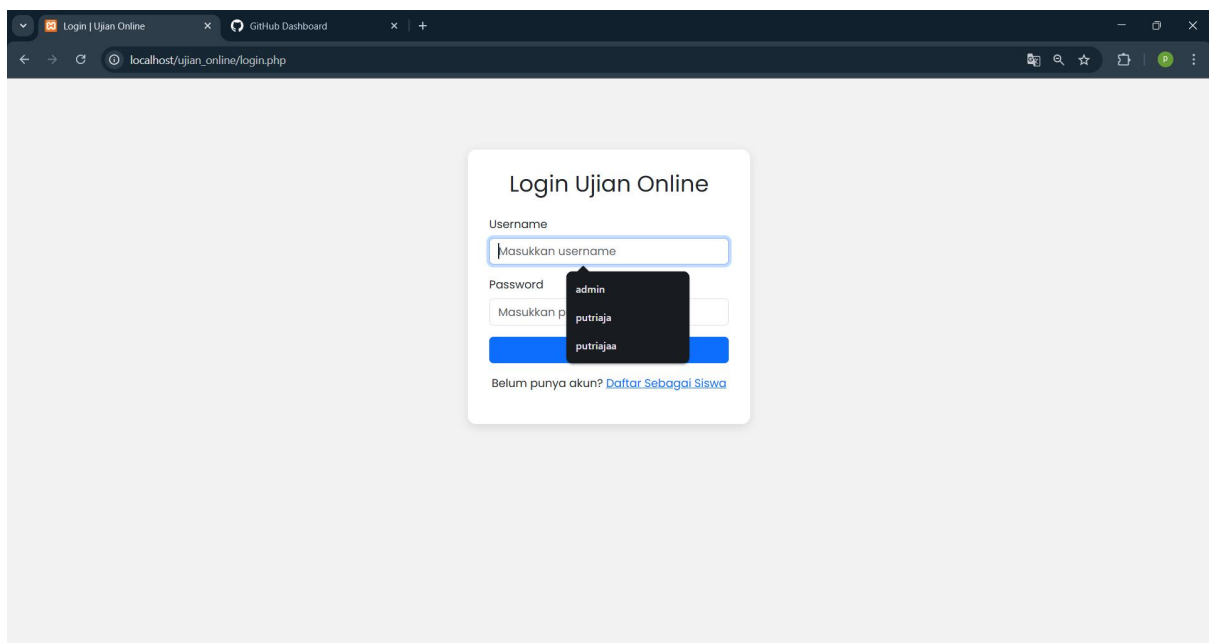 Login | Ujian Online
GitHub Dashboard
localhost/ujian_online/login.php
P
Login Ujian Online
Username
Masukkan username
Password
admin
Masukkan p
putriaja
putriajaa
Belum punya akun? Daftar Sebagai Siswa